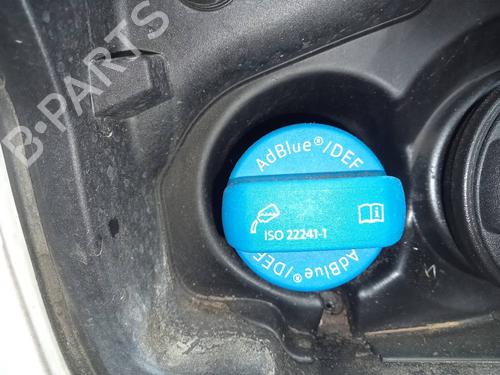 B-PARTS
AdBlue®/DEF
ISO 22241-1
AdBlue®/DEF